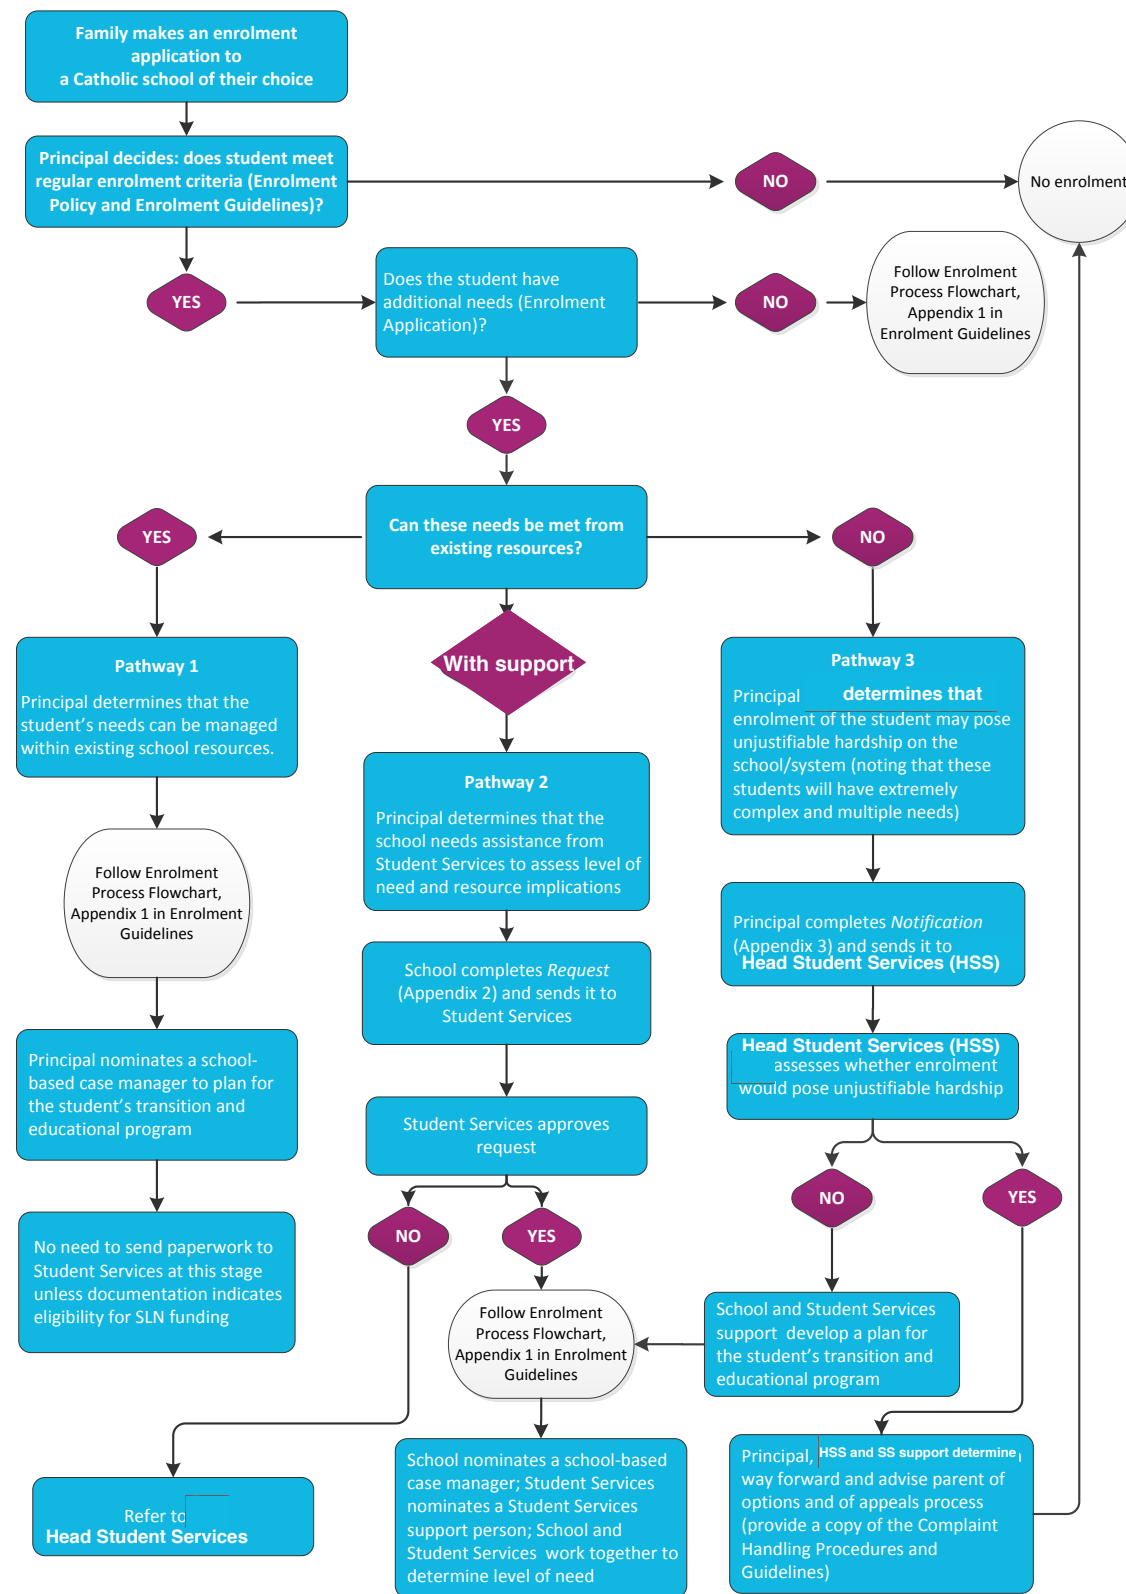 Family makes an enrolment
application to
a Catholic school of their choice
Principal decides: does student meet
regular enrolment criteria (Enrolment
Policy and Enrolment Guidelines)?
NO
No enrolment
YES
Does the student have
additional needs (Enrolment
Application)?
NO
Follow Enrolment
Process Flowchart,
Appendix 1 in
Enrolment Guidelines
YES
Can these needs be met from
existing resources?
YES
NO
With support
Pathway 1
Principal determines that the
student's needs can be managed
within existing school resources.
Follow Enrolment
Process Flowchart,
Appendix 1 in Enrolment
Guidelines
Principal nominates a school-
based case manager to plan for
the student's transition and
educational program
No need to send paperwork to
Student Services at this stage
unless documentation indicates
eligibility for SLN funding
Pathway 2
Principal determines that the
school needs assistance from
Student Services to assess level of
need and resource implications
School completes Request
(Appendix 2) and sends it to
Student Services
Student Services approves
request
NO
YES
Follow Enrolment
Process Flowchart,
Appendix 1 in Enrolment
Guidelines
Refer to
Head Student Services
School nominates a school-based
case manager; Student Services
nominates a Student Services
support person; School and
Student Services work together to
determine level of need
Pathway 3
Principal determines that
enrolment of the student may pose
unjustifiable hardship on the
school/system (noting that these
students will have extremely
complex and multiple needs)
Principal completes Notification
(Appendix 3) and sends it to
Head Student Services (HSS)
Head Student Services (HSS)
assesses whether enrolment
would pose unjustifiable hardship
NO
YES
School and Student Services
support develop a plan for
the student's transition and
educational program
Principal, HSS and SS support determine
way forward and advise parent of
options and of appeals process
(provide a copy of the Complaint
Handling Procedures and
Guidelines)